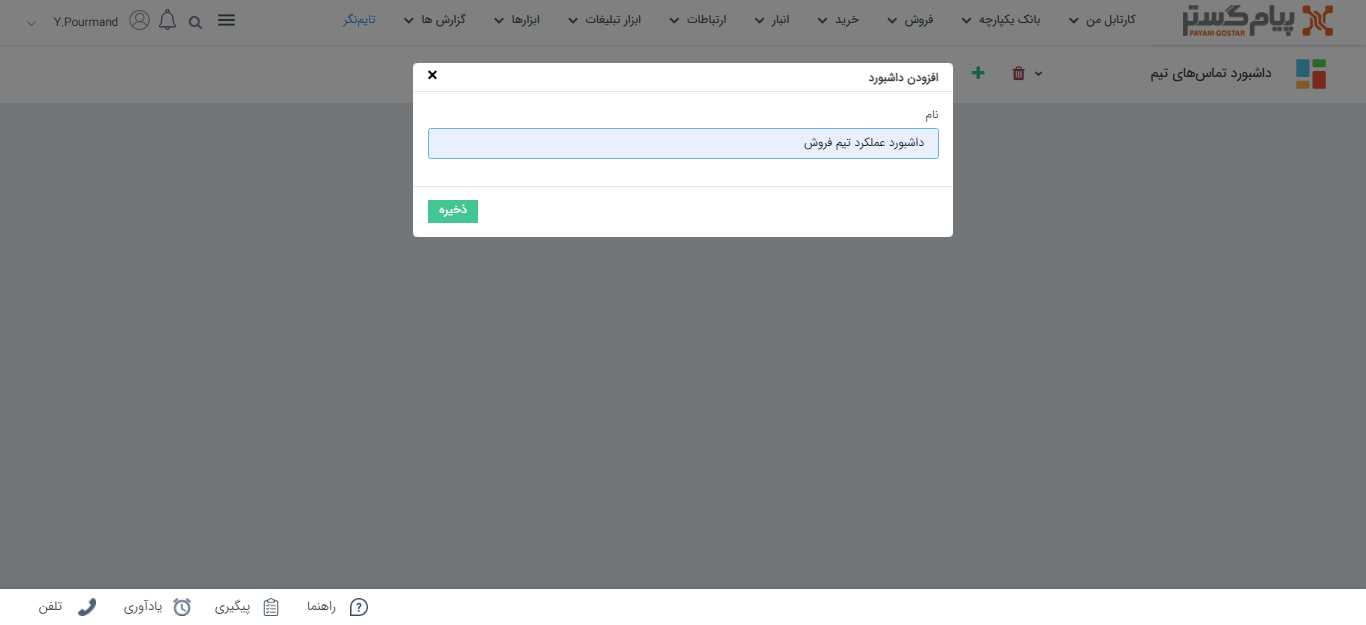 پیام‌گستر
PAYAM GOSTAR
کارتابل من
بانک یکپارچه
فروش
خرید
انبار
ارتباطات
ابزار تبلیغات
ابزارها
گزارش ها
تایم‌نگر
Y.Pourmand
داشبورد تماس‌های تیم
افزودن داشبورد
نام
داشبورد عملکرد تیم فروش
ذخیره
راهنما
پیگیری
یادآوری
تلفن